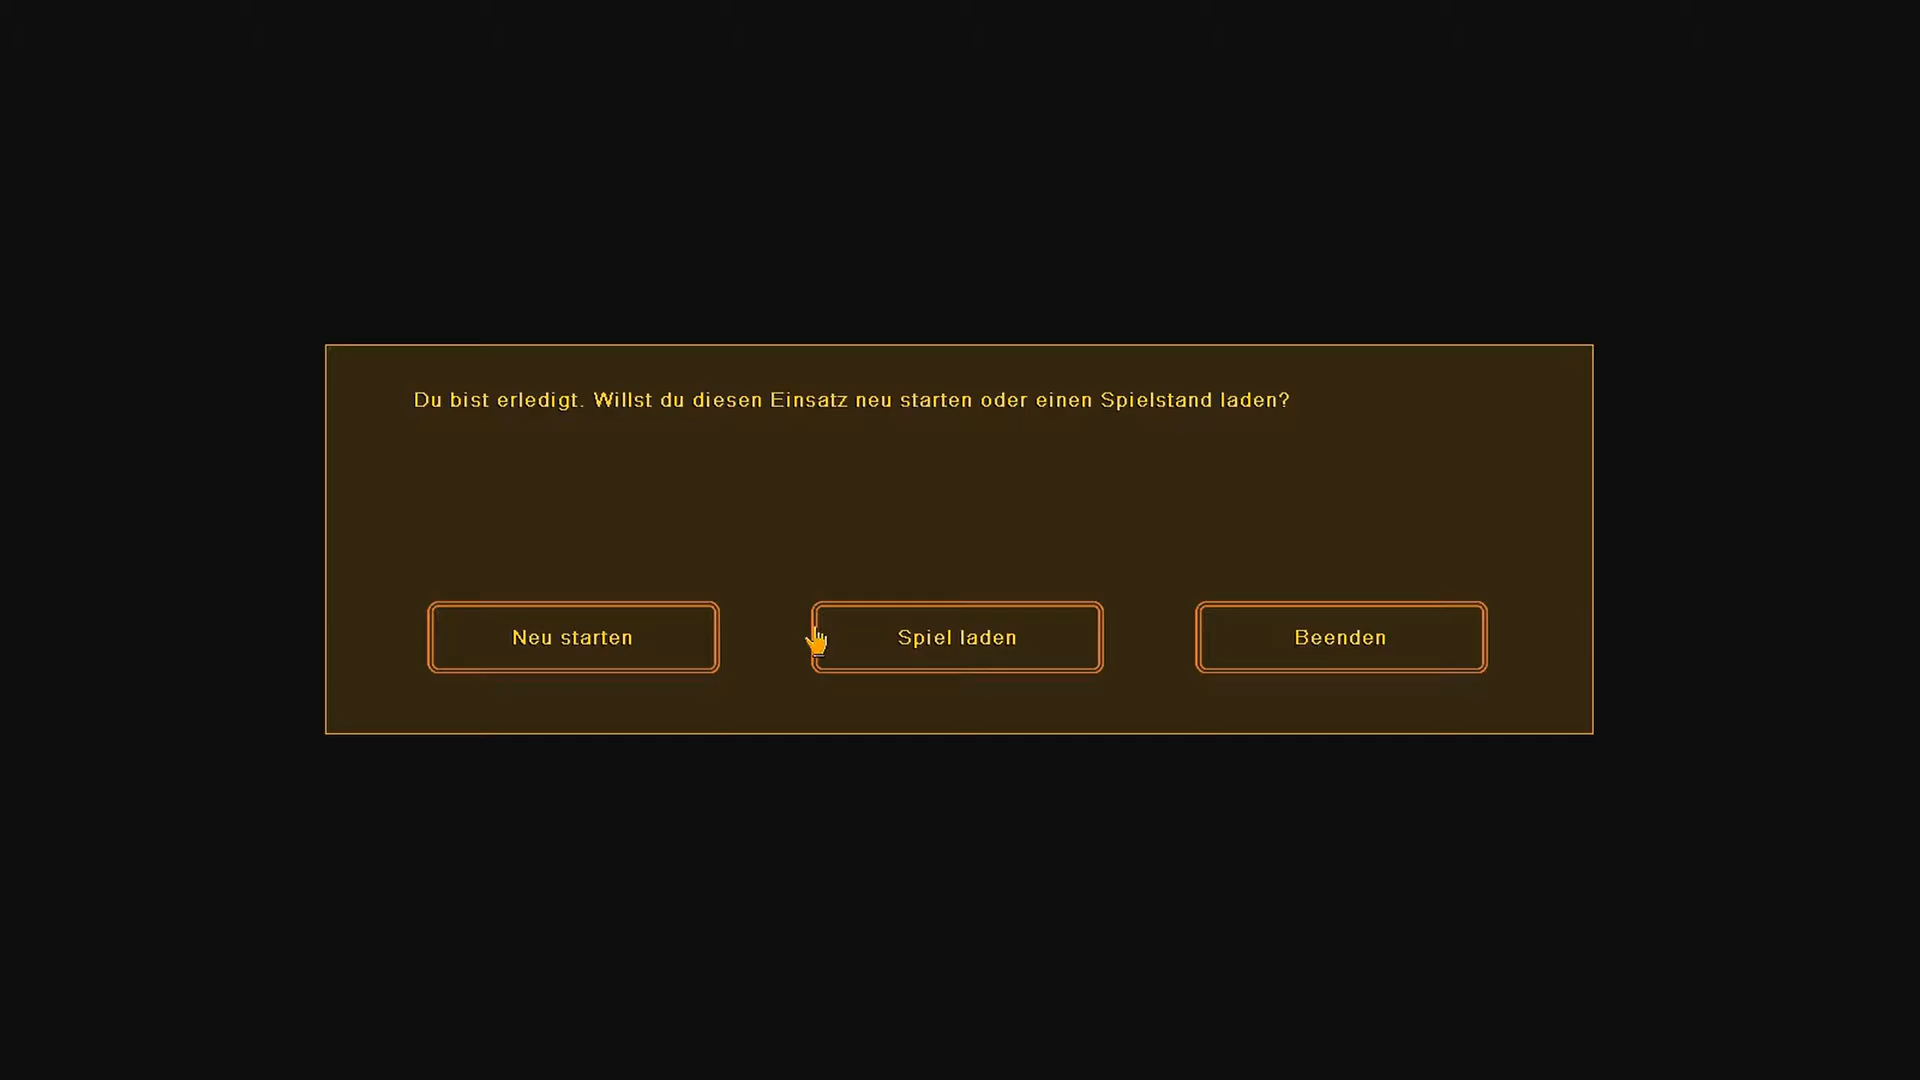 Du bist erledigt. Willst du diesen Einsatz neu starten oder einen Spielstand laden?
Neu starten
Spiel laden
Beenden